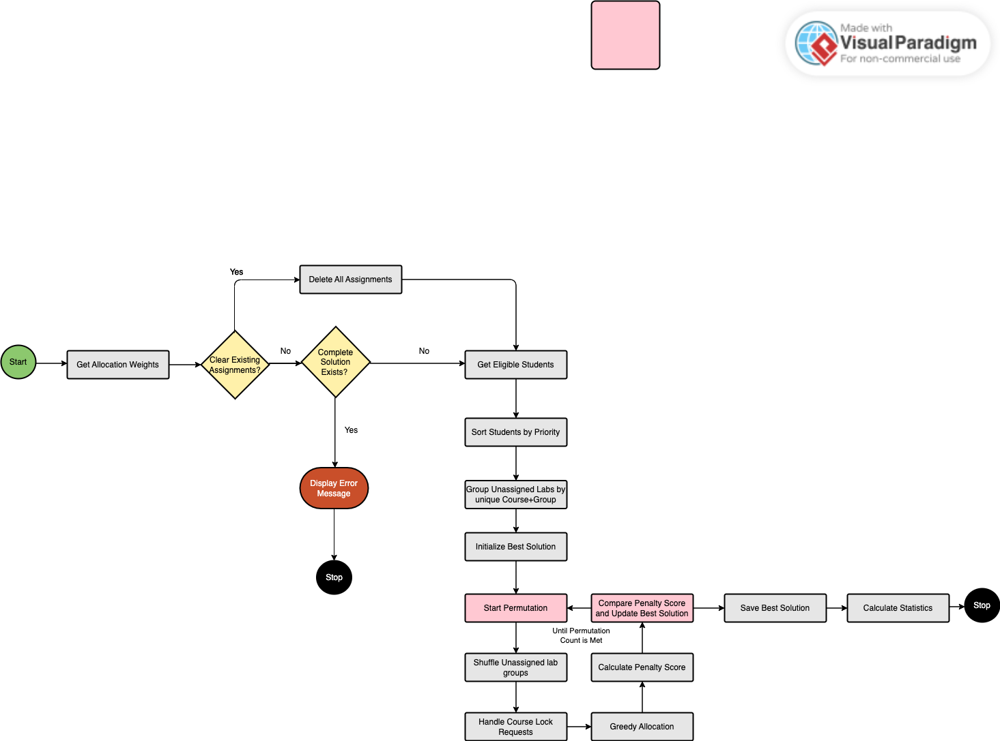 Made with
Visual Paradigm
For non-commercial use
Yes
Delete All Assignments
Start
Get Allocation Weights
Clear Existing
Assignments?
No
Complete
Solution
Exists?
No
Get Eligible Students
Yes
Sort Students by Priority
Display Error
Message
Group Unassigned Labs by
unique Course+Group
Initialize Best Solution
Stop
Start Permutation
Compare Penalty Score
and Update Best Solution
Save Best Solution
Calculate Statistics
Stop
Until Permutation
Count is Met
Shuffle Unassigned lab
groups
Calculate Penalty Score
Handle Course Lock
Requests
Greedy Allocation